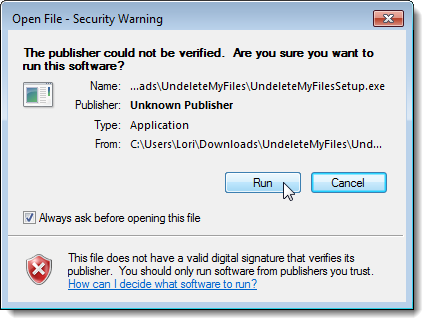 Open File - Security Warning
The publisher could not be verified.  Are you sure you want to
run this software?
Name: ...ads\UndeleteMyFiles\UndeleteMyFilesSetup.exe
Publisher: Unknown Publisher
Type: Application
From: C:\Users\Lori\Downloads\UndeleteMyFiles\Und...
Run Cancel
Always ask before opening this file
This file does not have a valid digital signature that verifies its
publisher.  You should only run software from publishers you trust.
How can I decide what software to run?